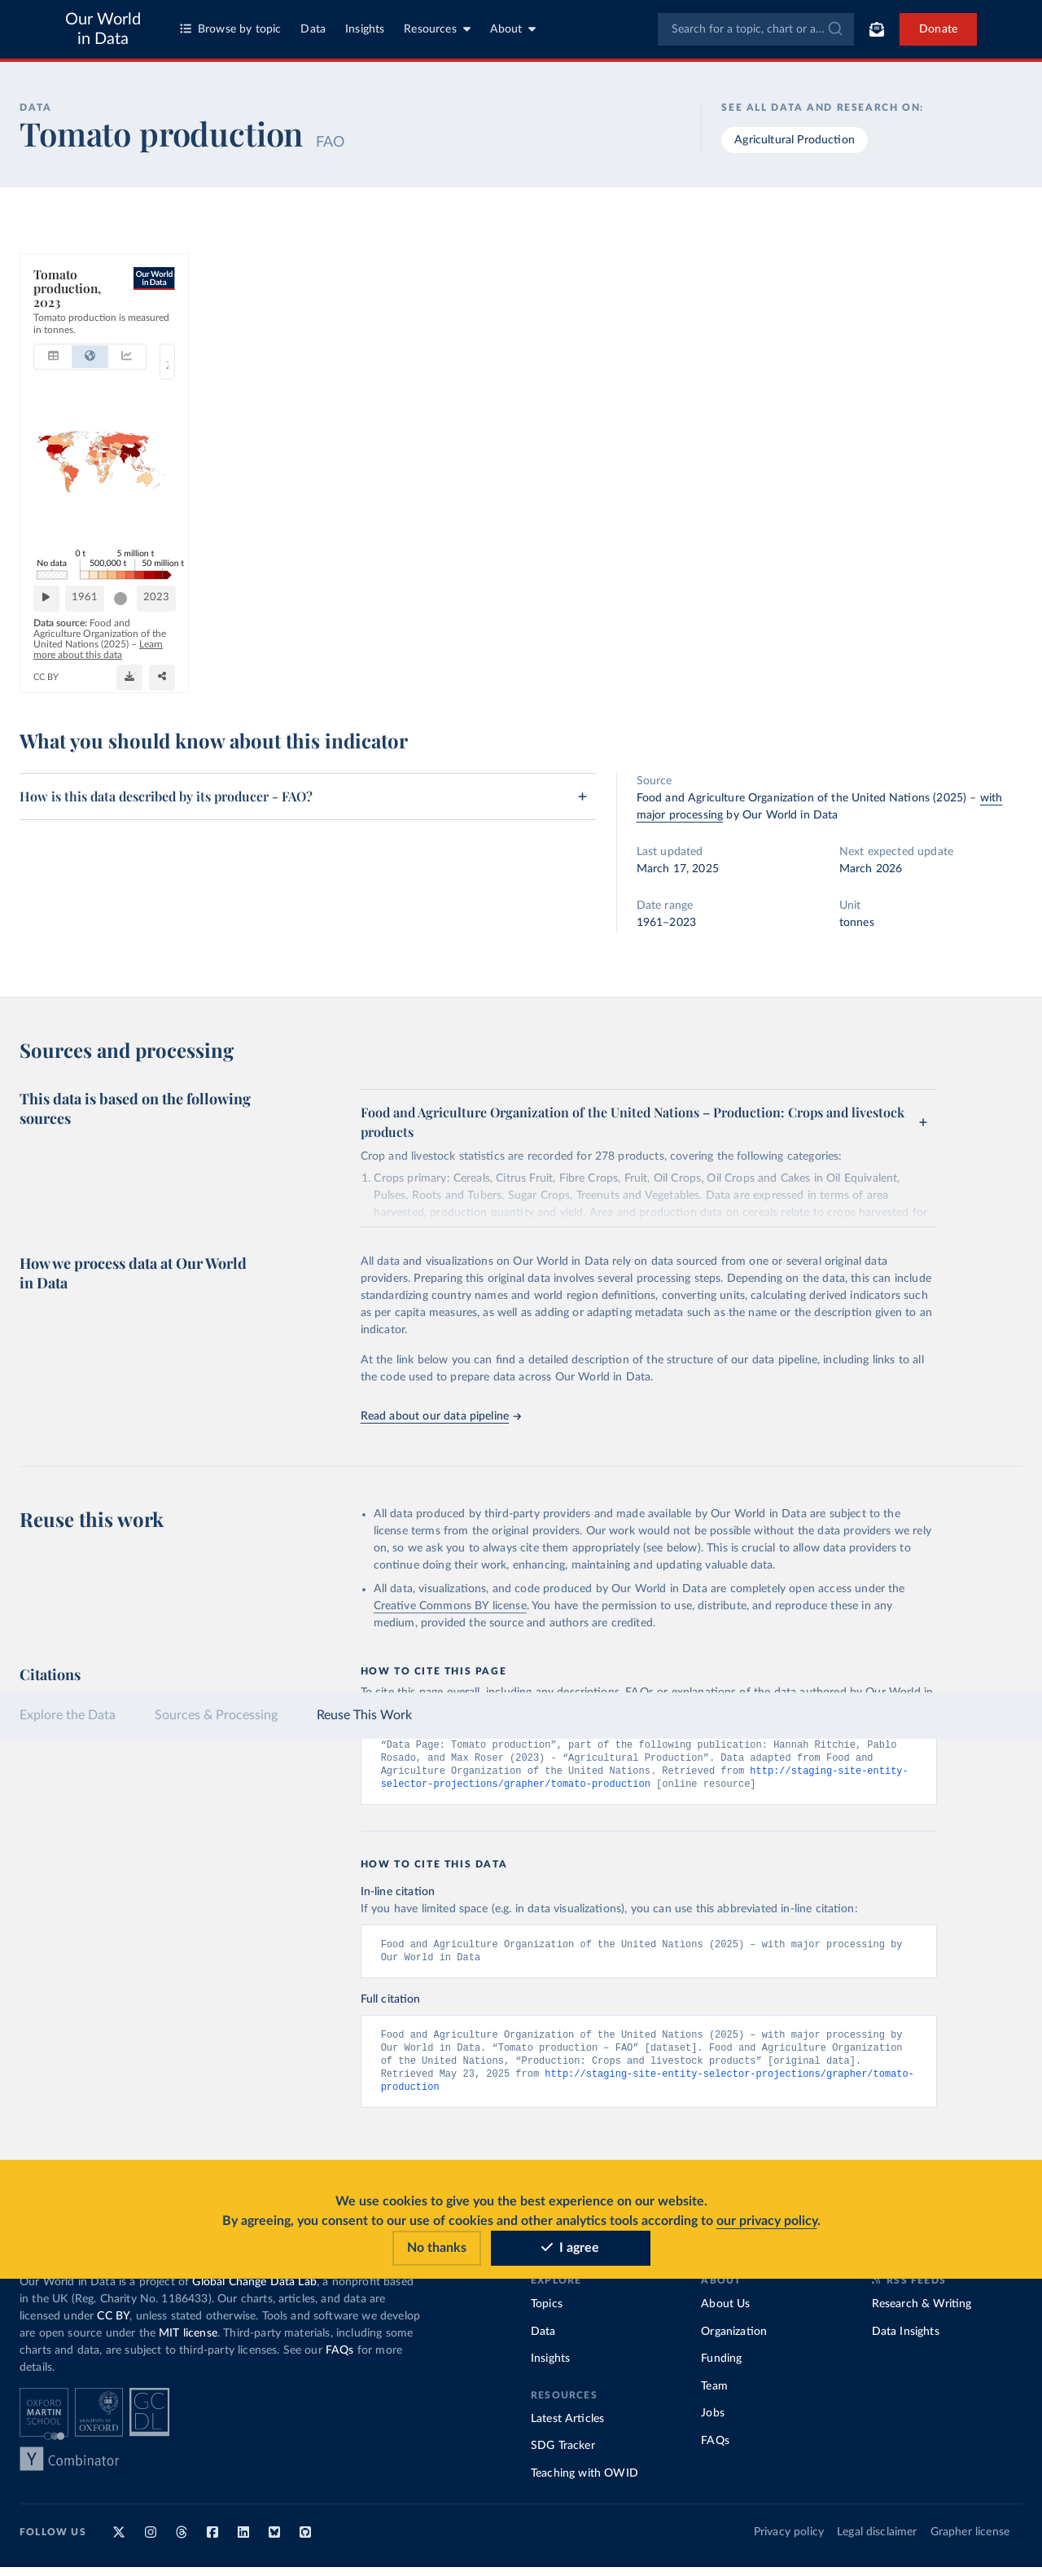 Our World
in Data
Browse by topic
Data
Insights
Resources
About
Search for a topic, chart or a...
Donate
DATA
Tomato production FAO
SEE ALL DATA AND RESEARCH ON:
Agricultural Production
Tomato
production,
2023
Our World
in Data
Tomato production is measured
in tonnes.
No data
0 t
500,000 t
5 million t
50 million t
1961
2023
Data source: Food and
Agriculture Organization of the
United Nations (2025) – Learn
more about this data
CC BY
What you should know about this indicator
How is this data described by its producer - FAO?
Source
Food and Agriculture Organization of the United Nations (2025) – with
major processing by Our World in Data
Last updated
March 17, 2025
Next expected update
March 2026
Date range
1961–2023
Unit
tonnes
Sources and processing
This data is based on the following
sources
Food and Agriculture Organization of the United Nations – Production: Crops and livestock
products
Crop and livestock statistics are recorded for 278 products, covering the following categories:
1. Crops primary: Cereals, Citrus Fruit, Fibre Crops, Fruit, Oil Crops, Oil Crops and Cakes in Oil Equivalent,
Pulses, Roots and Tubers, Sugar Crops, Treenuts and Vegetables. Data are expressed in terms of area
harvested, production quantity and yield. Area and production data on cereals relate to crops harvested for
How we process data at Our World
in Data
All data and visualizations on Our World in Data rely on data sourced from one or several original data
providers. Preparing this original data involves several processing steps. Depending on the data, this can include
standardizing country names and world region definitions, converting units, calculating derived indicators such
as per capita measures, as well as adding or adapting metadata such as the name or the description given to an
indicator.
At the link below you can find a detailed description of the structure of our data pipeline, including links to all
the code used to prepare data across Our World in Data.
Read about our data pipeline
Reuse this work
All data produced by third-party providers and made available by Our World in Data are subject to the
license terms from the original providers. Our work would not be possible without the data providers we rely
on, so we ask you to always cite them appropriately (see below). This is crucial to allow data providers to
continue doing their work, enhancing, maintaining and updating valuable data.
All data, visualizations, and code produced by Our World in Data are completely open access under the
Creative Commons BY license. You have the permission to use, distribute, and reproduce these in any
medium, provided the source and authors are credited.
Citations
HOW TO CITE THIS PAGE
To cite this page overall, including any descriptions, FAQs or explanations of the data authored by Our World in
Explore the Data
Sources & Processing
Reuse This Work
“Data Page: Tomato production”, part of the following publication: Hannah Ritchie, Pablo
Rosado, and Max Roser (2023) - “Agricultural Production”. Data adapted from Food and
Agriculture Organization of the United Nations. Retrieved from http://staging-site-entity-
selector-projections/grapher/tomato-production [online resource]
HOW TO CITE THIS DATA
In-line citation
If you have limited space (e.g. in data visualizations), you can use this abbreviated in-line citation:
Food and Agriculture Organization of the United Nations (2025) – with major processing by
Our World in Data
Full citation
Food and Agriculture Organization of the United Nations (2025) – with major processing by
Our World in Data. “Tomato production – FAO” [dataset]. Food and Agriculture Organization
of the United Nations, “Production: Crops and livestock products” [original data].
Retrieved May 23, 2025 from http://staging-site-entity-selector-projections/grapher/tomato-
production
We use cookies to give you the best experience on our website.
By agreeing, you consent to our use of cookies and other analytics tools according to our privacy policy.
No thanks
I agree
Our World in Data is a project of Global Change Data Lab, a nonprofit based
in the UK (Reg. Charity No. 1186433). Our charts, articles, and data are
licensed under CC BY, unless stated otherwise. Tools and software we develop
are open source under the MIT license. Third-party materials, including some
charts and data, are subject to third-party licenses. See our FAQs for more
details.
OXFORD
MARTIN
SCHOOL
UNIVERSITY OF
OXFORD
GC
DL
Y Combinator
EXPLORE
Topics
Data
Insights
RESOURCES
Latest Articles
SDG Tracker
Teaching with OWID
ABOUT
About Us
Organization
Funding
Team
Jobs
FAQs
RSS FEEDS
Research & Writing
Data Insights
FOLLOW US
Privacy policy
Legal disclaimer
Grapher license